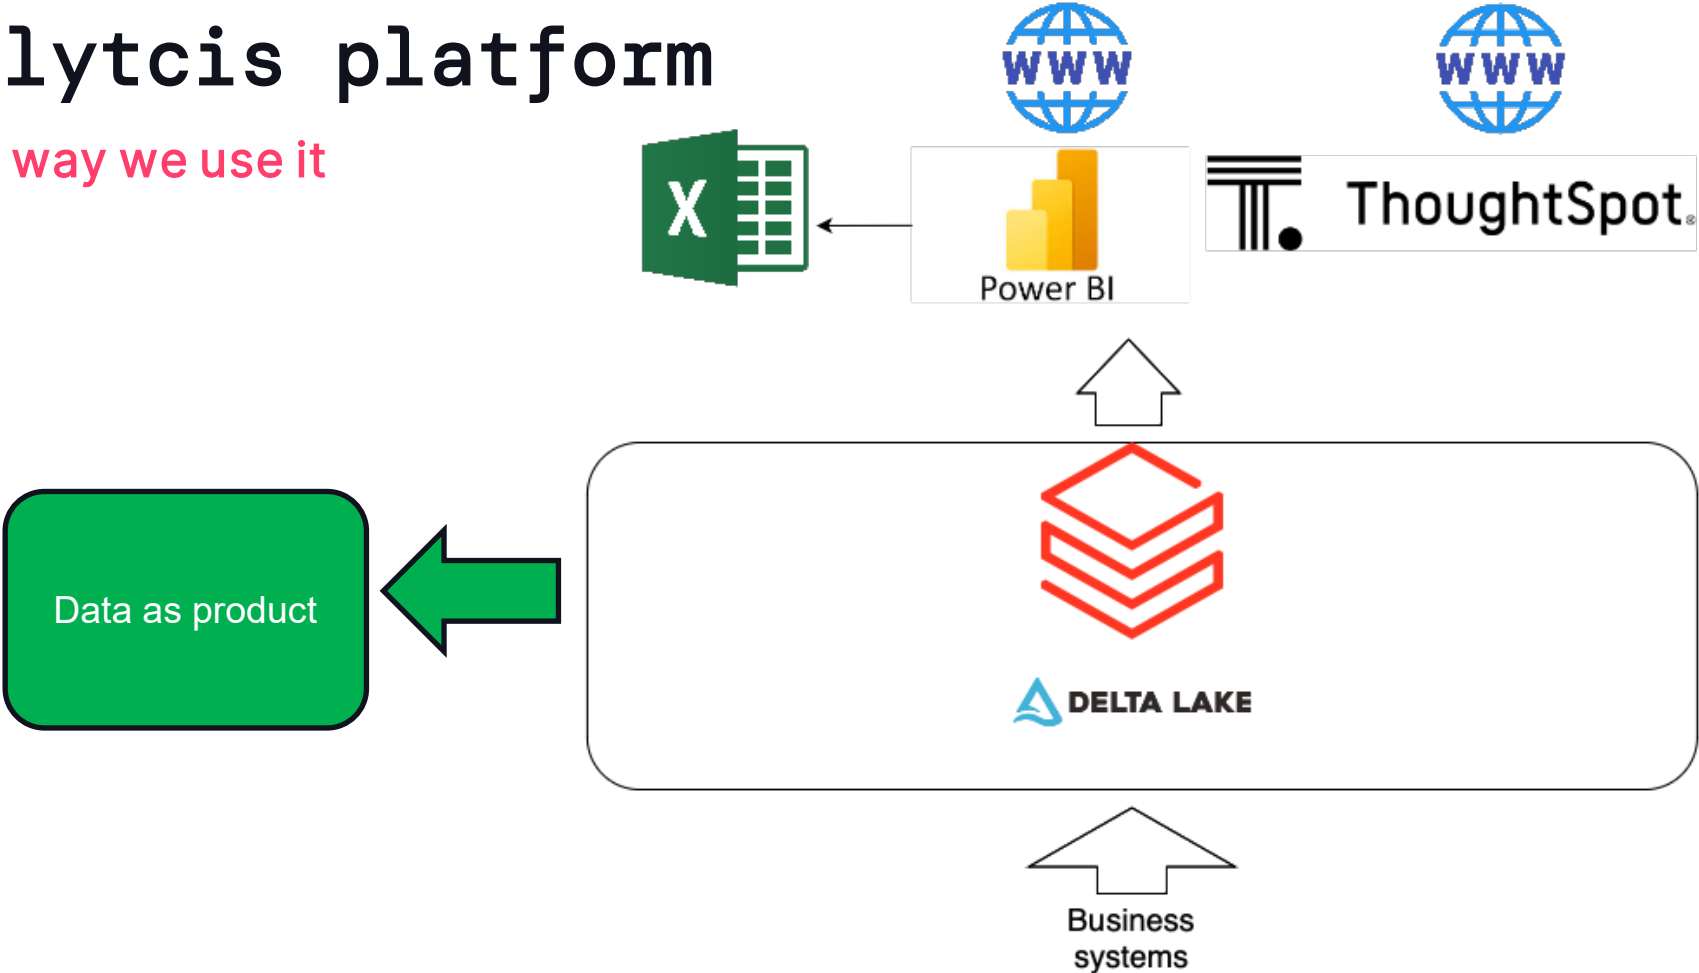 lytcis platform
way we use it
WWW
WWW
X
Power BI
T. ThoughtSpot®
Data as product
DELTA LAKE
Business
systems